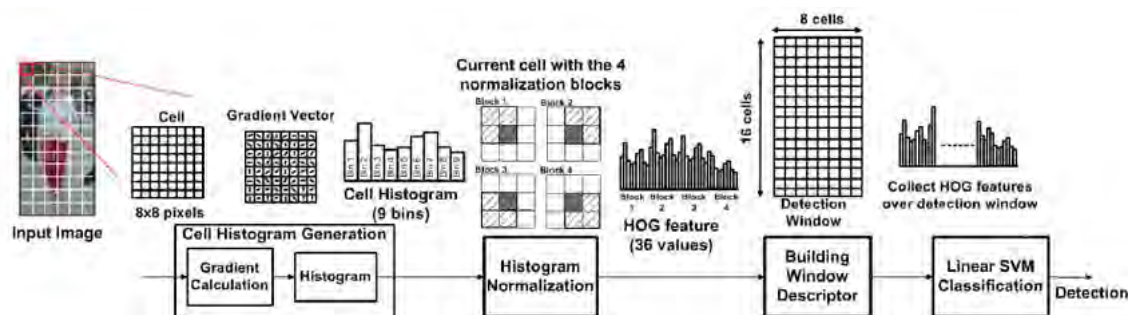 Input Image
Cell
8x8 pixels
Gradient Vector
Bin 1
Bin 2
Bin 3
Bin 4
Bin 5
Bin 6
Bin 7
Bin 8
Bin 9
Cell Histogram
(9 bins)
Current cell with the 4
normalization blocks
Block 1
Block 2
Block 3
Block 4
Block Block Block Block
1 2 3 4
HOG feature
(36 values)
8 cells
16 cells
Detection
Window
Collect HOG features
over detection window
Cell Histogram Generation
Gradient
Calculation
Histogram
Histogram
Normalization
Building
Window
Descriptor
Linear SVM
Classification
Detection